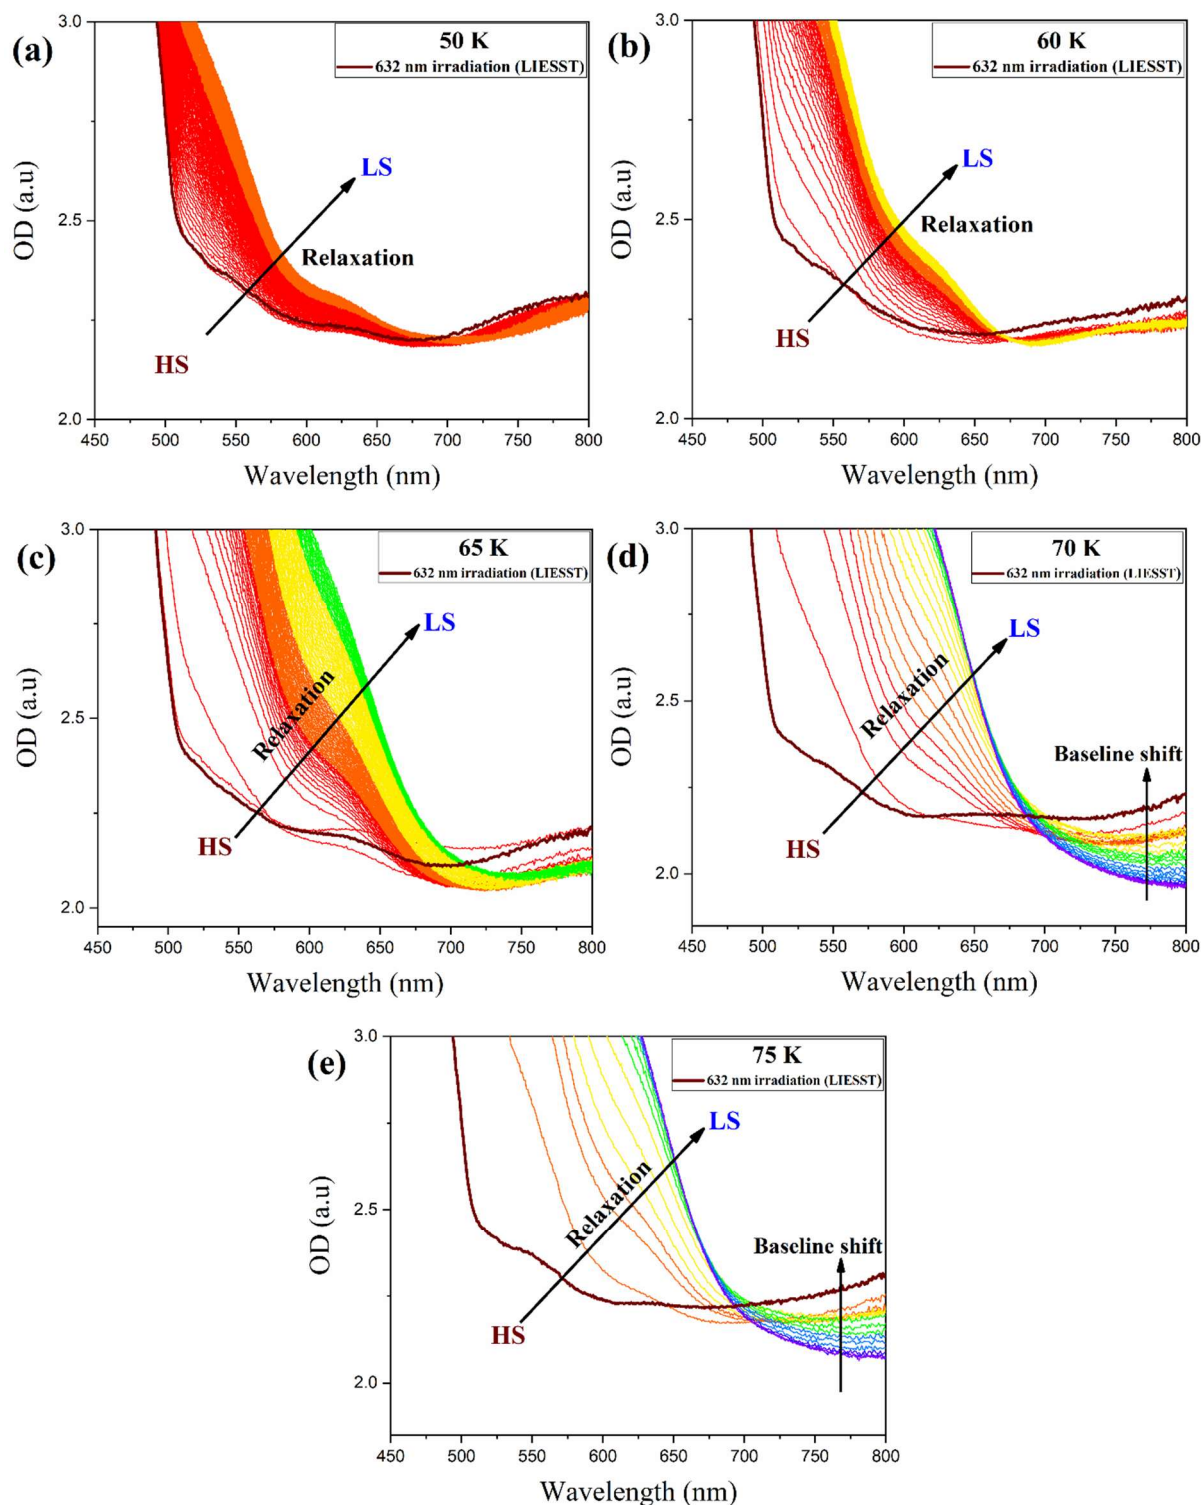 (a)
50 K
632 nm irradiation (LIESST)
3.0
2.5
2.0
OD (a.u)
LS
Relaxation
HS
450 500 550 600 650 700 750 800
Wavelength (nm)
(b)
60 K
632 nm irradiation (LIESST)
3.0
2.5
2.0
OD (a.u)
LS
Relaxation
HS
450 500 550 600 650 700 750 800
Wavelength (nm)
(c)
65 K
632 nm irradiation (LIESST)
3.0
2.5
2.0
OD (a.u)
LS
Relaxation
HS
450 500 550 600 650 700 750 800
Wavelength (nm)
(d)
70 K
632 nm irradiation (LIESST)
3.0
2.5
2.0
OD (a.u)
LS
Relaxation
Baseline shift
HS
450 500 550 600 650 700 750 800
Wavelength (nm)
(e)
75 K
632 nm irradiation (LIESST)
3.0
2.5
2.0
OD (a.u)
LS
Relaxation
Baseline shift
HS
450 500 550 600 650 700 750 800
Wavelength (nm)